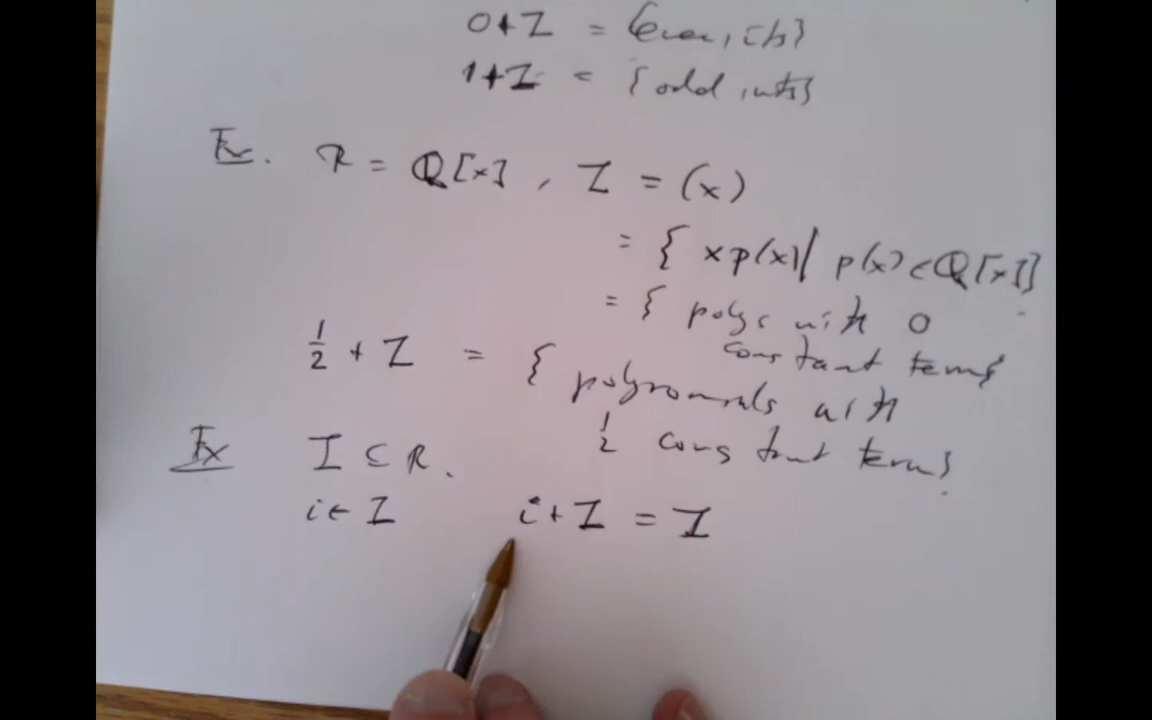 0+I = {even ints}
1+I = {odd ints}
Ex. R = ℚ[x], I = (x)
= { xp(x) | p(x) ∈ ℚ[x]}
= { polys with 0
constant terms}
1/2 + I = { polynomials with
1/2 constant terms}.
Ex I ⊆ R.
i ∈ I i+I = I